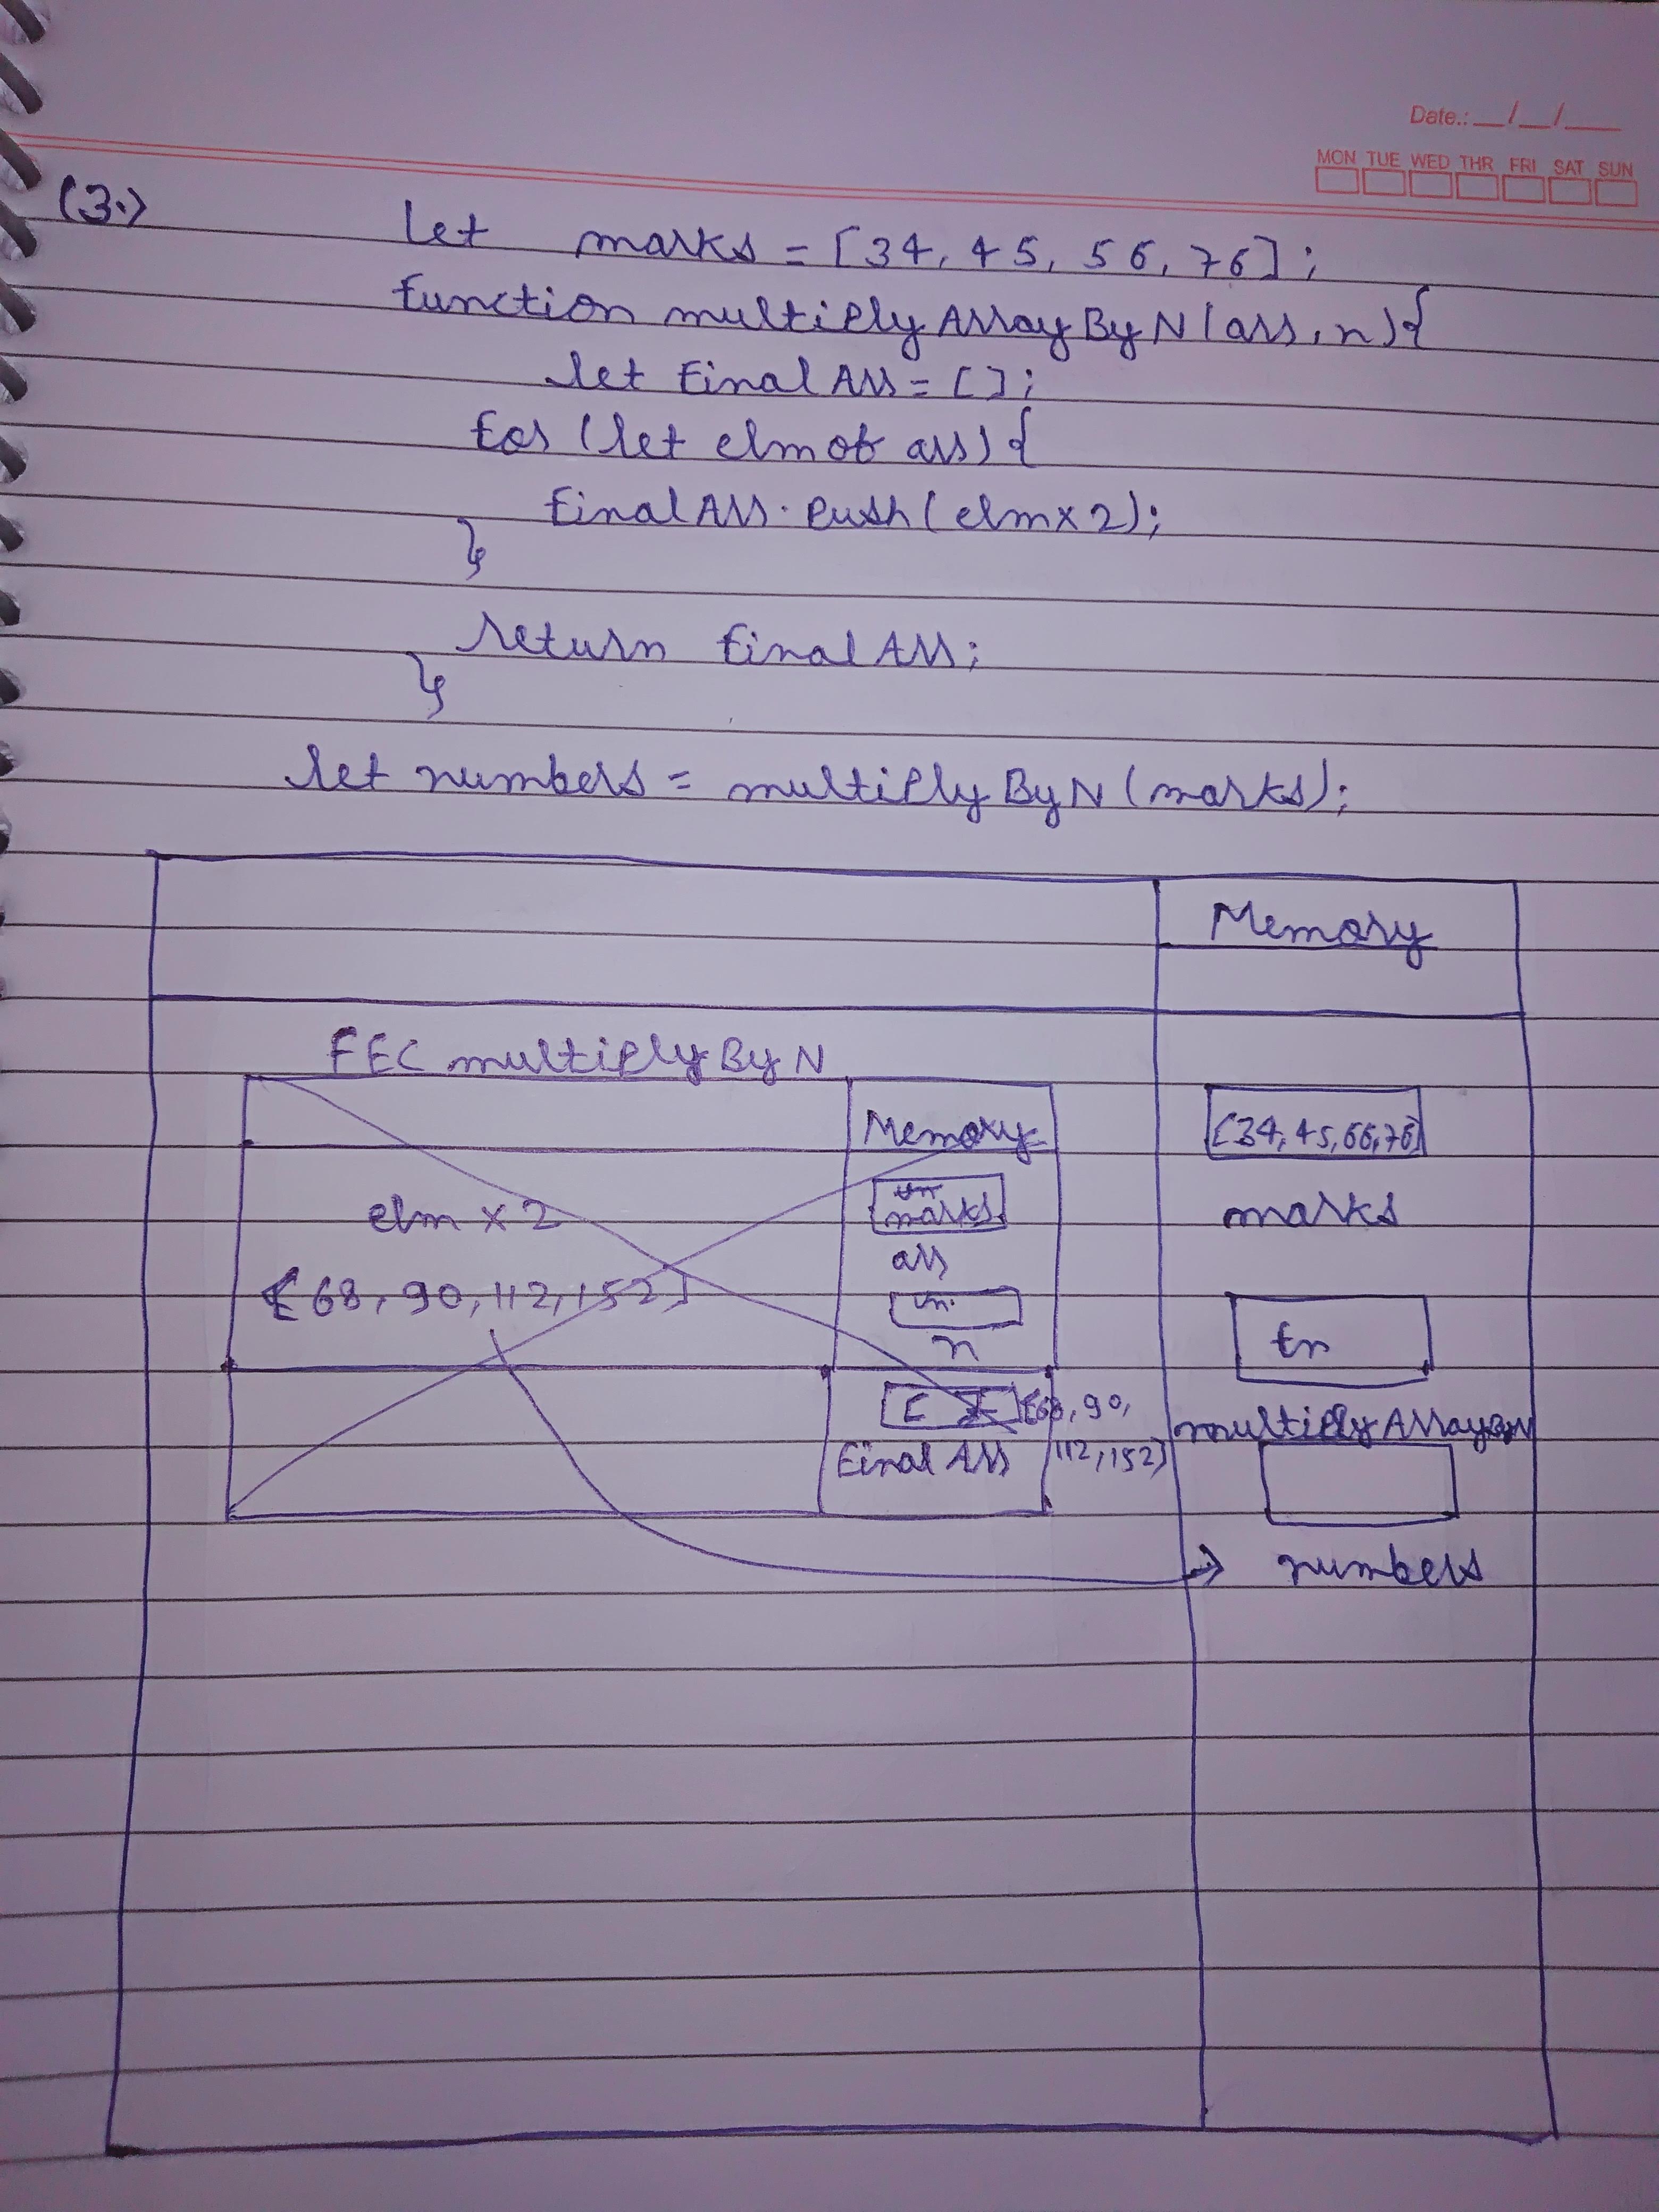 Date.: __/__/___
MON TUE WED THR FRI SAT SUN
(3.)
let marks = [34, 45, 56, 76];
function multiplyArrayByN(arr, n){
let finalArr = [];
for (let elm of arr) {
finalArr.push(elm x 2);
}
return finalArr;
}
let numbers = multiplyByN(marks);
Memory
FEC multiplyByN
Memory
[34, 45, 56, 76]
marks
elm x 2
marks
arr
[68, 90, 112, 152]
un.
n
fn
[ ] [68, 90,
multiplyArrayByN
finalArr 112, 152]
numbers